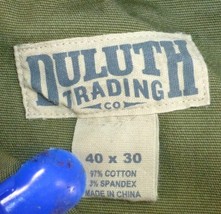 DULUTH
TRADING
CO
40 x 30
97% COTTON
3% SPANDEX
MADE IN CHINA